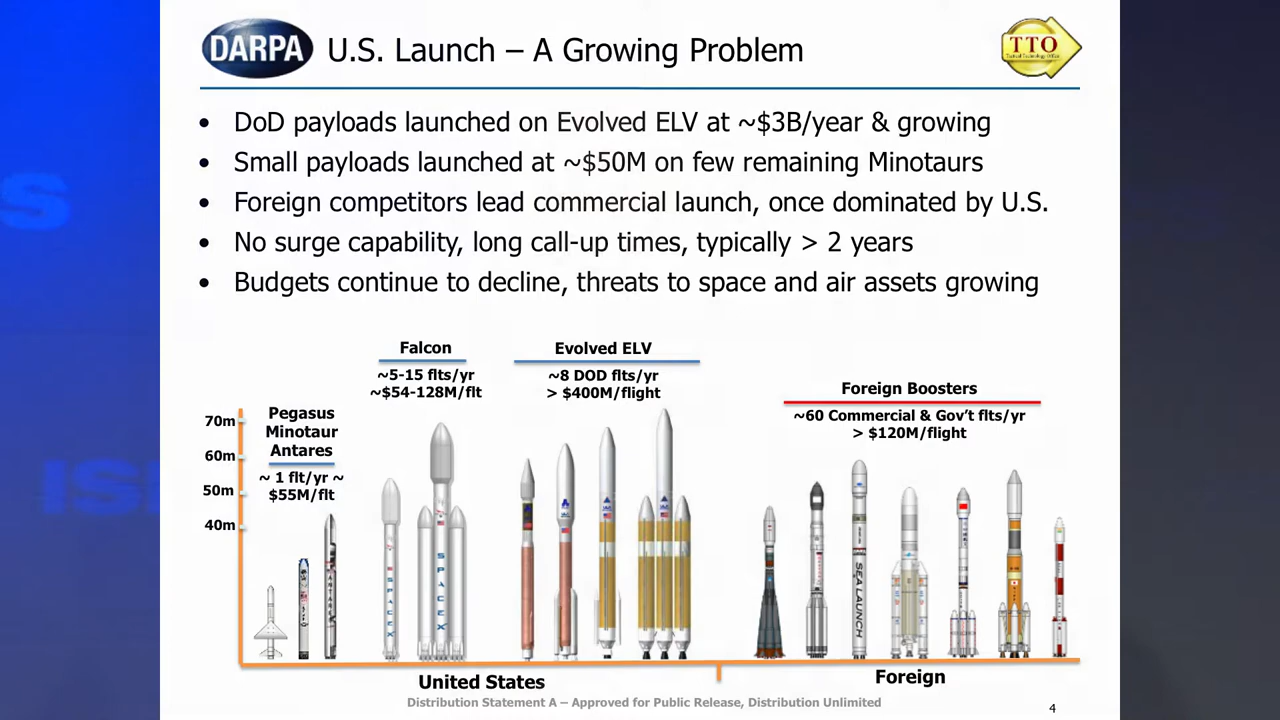 DARPA
U.S. Launch – A Growing Problem
TTO
Tactical Technology Office
• DoD payloads launched on Evolved ELV at ~$3B/year & growing
• Small payloads launched at ~$50M on few remaining Minotaurs
• Foreign competitors lead commercial launch, once dominated by U.S.
• No surge capability, long call-up times, typically > 2 years
• Budgets continue to decline, threats to space and air assets growing
Falcon
~5-15 flts/yr
~$54-128M/flt
Evolved ELV
~8 DOD flts/yr
> $400M/flight
Foreign Boosters
~60 Commercial & Gov't flts/yr
> $120M/flight
Pegasus
Minotaur
Antares
~ 1 flt/yr ~
$55M/flt
70m
60m
50m
40m
SPACEX
SPACEX
SEA LAUNCH
United States
Foreign
Distribution Statement A – Approved for Public Release, Distribution Unlimited
4